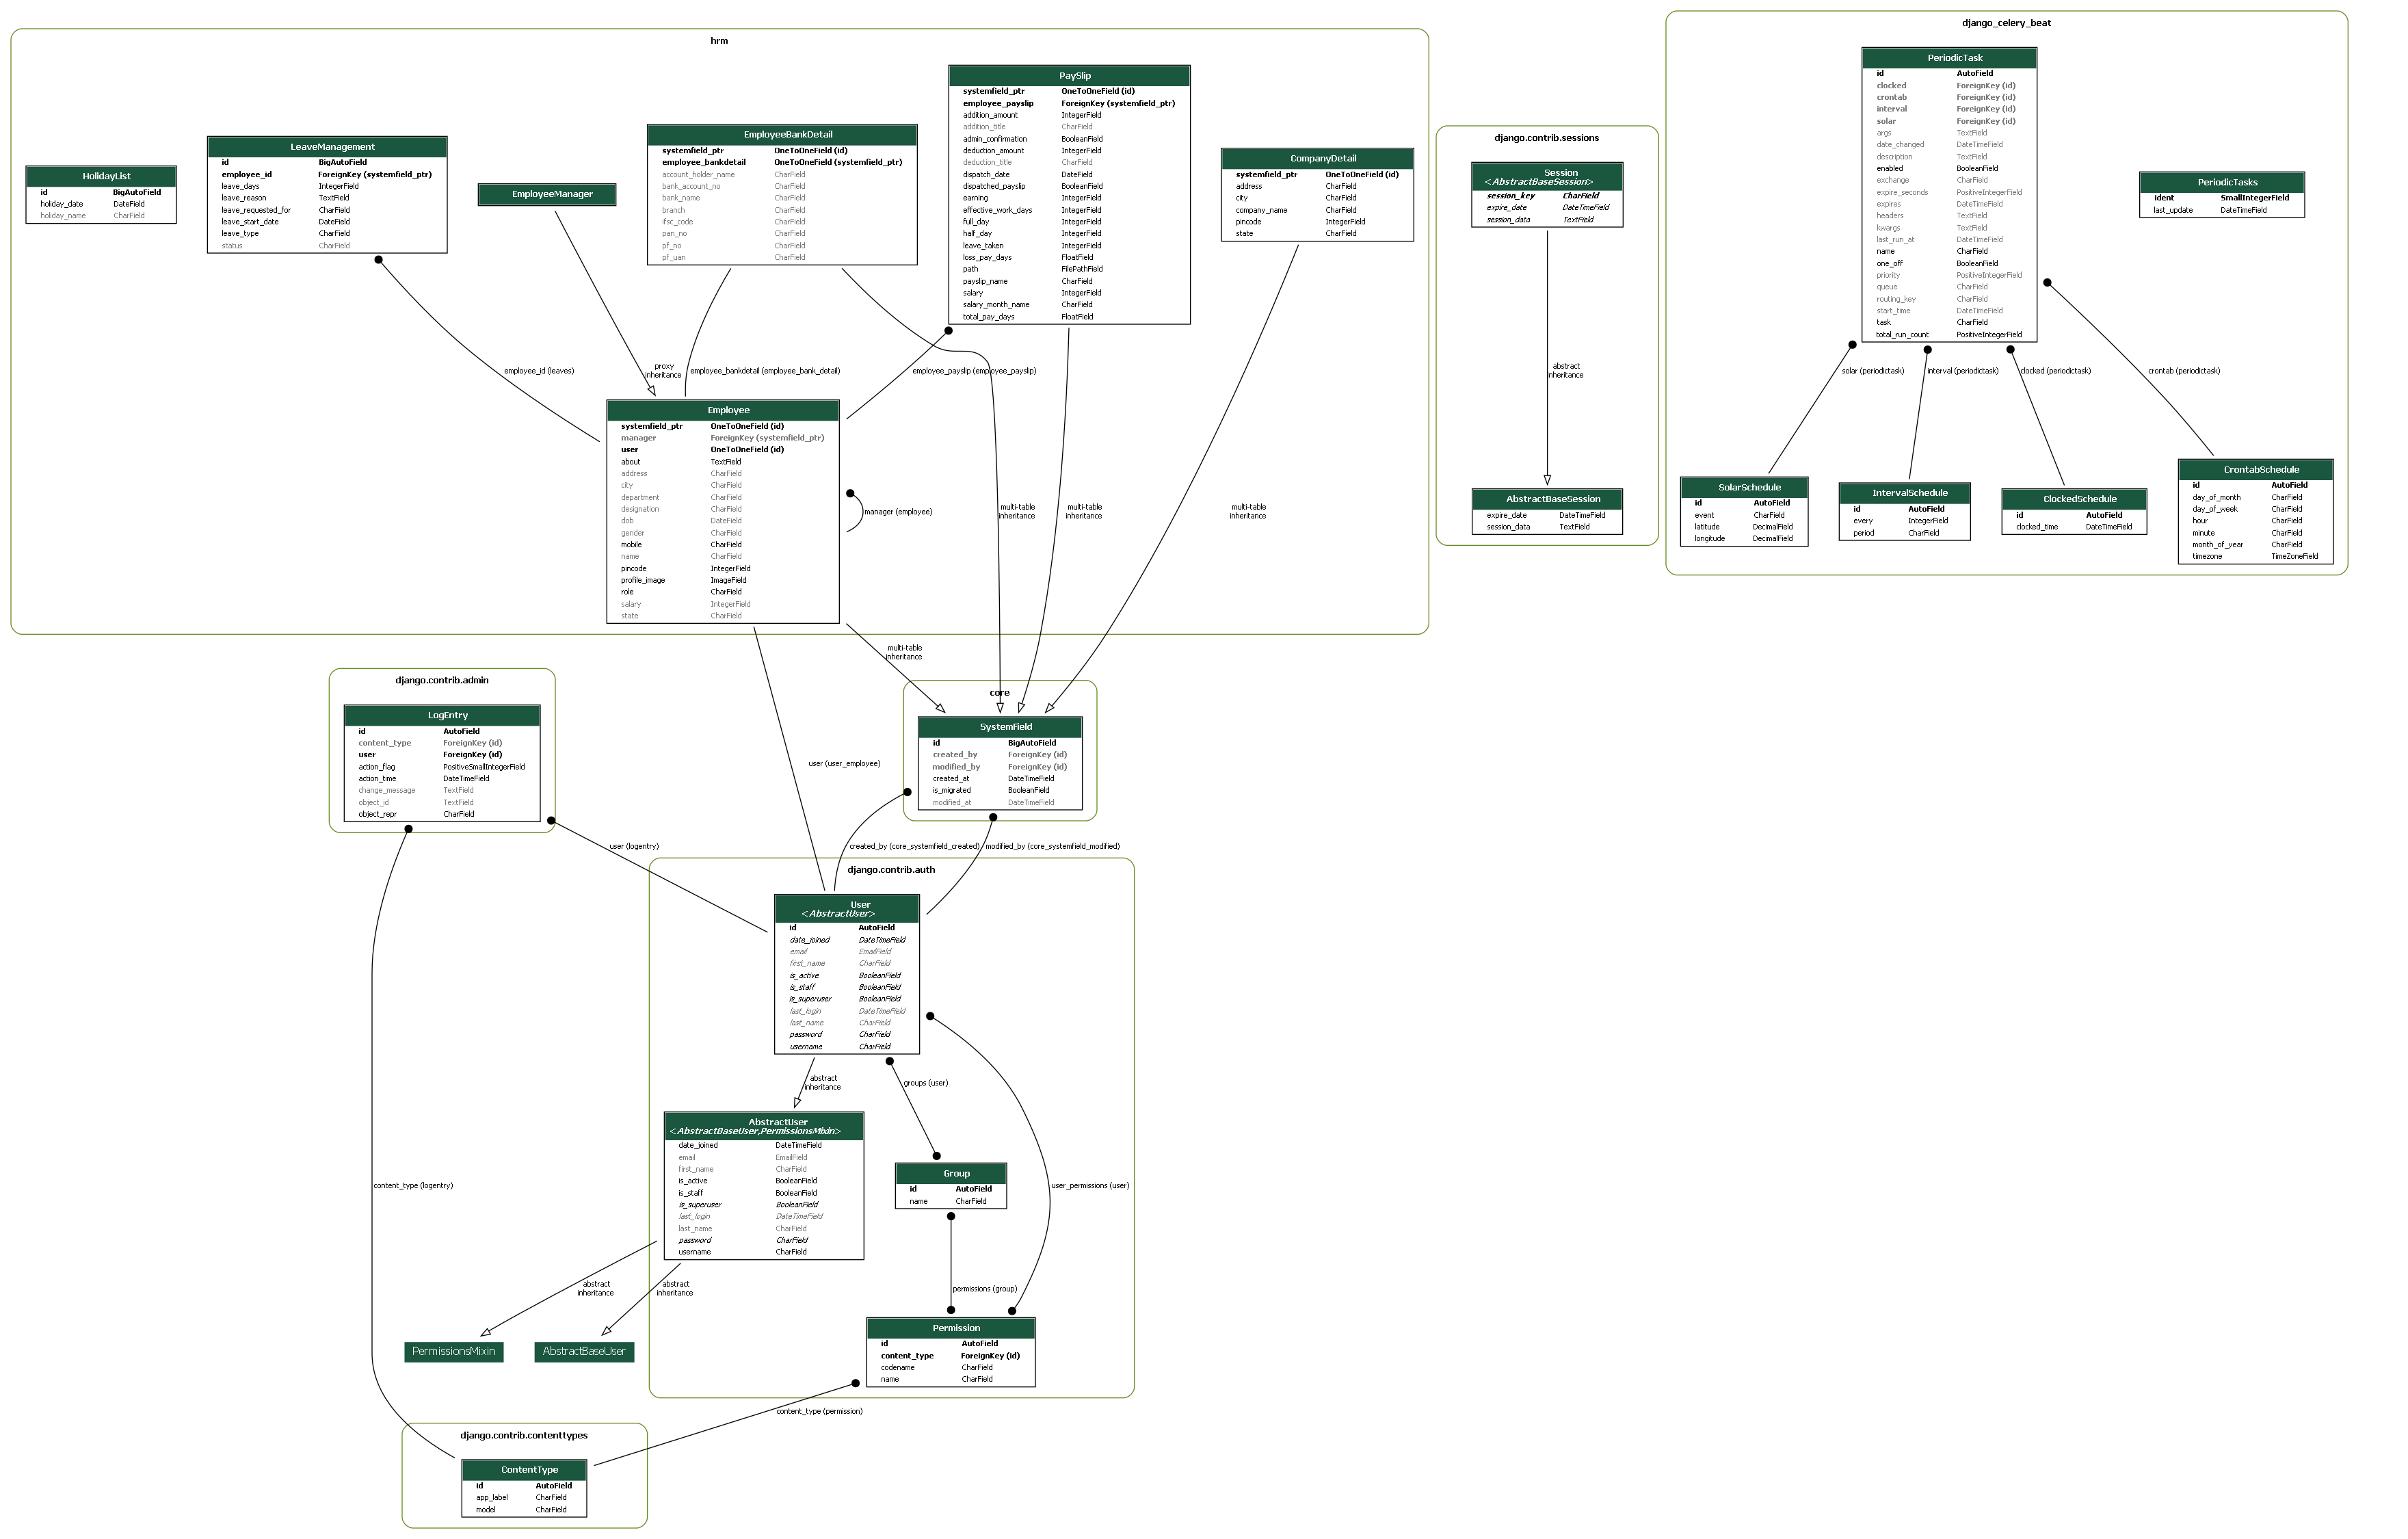 hrm
HolidayList
id BigAutoField
holiday_date DateField
holiday_name CharField
LeaveManagement
id BigAutoField
employee_id ForeignKey (systemfield_ptr)
leave_days IntegerField
leave_reason TextField
leave_requested_for CharField
leave_start_date DateField
leave_type CharField
status CharField
EmployeeManager
EmployeeBankDetail
systemfield_ptr OneToOneField (id)
employee_bankdetail OneToOneField (systemfield_ptr)
account_holder_name CharField
bank_account_no CharField
bank_name CharField
branch CharField
ifsc_code CharField
pan_no CharField
pf_no CharField
pf_uan CharField
PaySlip
systemfield_ptr OneToOneField (id)
employee_payslip ForeignKey (systemfield_ptr)
addition_amount IntegerField
addition_title CharField
admin_confirmation BooleanField
deduction_amount IntegerField
deduction_title CharField
dispatch_date DateField
dispatched_payslip BooleanField
earning IntegerField
effective_work_days IntegerField
full_day IntegerField
half_day IntegerField
leave_taken IntegerField
loss_pay_days FloatField
path FilePathField
payslip_name CharField
salary IntegerField
salary_month_name CharField
total_pay_days FloatField
CompanyDetail
systemfield_ptr OneToOneField (id)
address CharField
city CharField
company_name CharField
pincode IntegerField
state CharField
employee_id (leaves)
proxy
inheritance
employee_bankdetail (employee_bank_detail)
employee_payslip (employee_payslip)
Employee
systemfield_ptr OneToOneField (id)
manager ForeignKey (systemfield_ptr)
user OneToOneField (id)
about TextField
address CharField
city CharField
department CharField
designation CharField
dob DateField
gender CharField
mobile CharField
name CharField
pincode IntegerField
profile_image ImageField
role CharField
salary IntegerField
state CharField
manager (employee)
multi-table
inheritance
multi-table
inheritance
multi-table
inheritance
multi-table
inheritance
django.contrib.sessions
Session
<AbstractBaseSession>
session_key CharField
expire_date DateTimeField
session_data TextField
abstract
inheritance
AbstractBaseSession
expire_date DateTimeField
session_data TextField
django_celery_beat
PeriodicTask
id AutoField
clocked ForeignKey (id)
crontab ForeignKey (id)
interval ForeignKey (id)
solar ForeignKey (id)
args TextField
date_changed DateTimeField
description TextField
enabled BooleanField
exchange CharField
expire_seconds PositiveIntegerField
expires DateTimeField
headers TextField
kwargs TextField
last_run_at DateTimeField
name CharField
one_off BooleanField
priority PositiveIntegerField
queue CharField
routing_key CharField
start_time DateTimeField
task CharField
total_run_count PositiveIntegerField
PeriodicTasks
ident SmallIntegerField
last_update DateTimeField
solar (periodictask)
interval (periodictask)
clocked (periodictask)
crontab (periodictask)
SolarSchedule
id AutoField
event CharField
latitude DecimalField
longitude DecimalField
IntervalSchedule
id AutoField
every IntegerField
period CharField
ClockedSchedule
id AutoField
clocked_time DateTimeField
CrontabSchedule
id AutoField
day_of_month CharField
day_of_week CharField
hour CharField
minute CharField
month_of_year CharField
timezone TimeZoneField
django.contrib.admin
LogEntry
id AutoField
content_type ForeignKey (id)
user ForeignKey (id)
action_flag PositiveSmallIntegerField
action_time DateTimeField
change_message TextField
object_id TextField
object_repr CharField
core
SystemField
id BigAutoField
created_by ForeignKey (id)
modified_by ForeignKey (id)
created_at DateTimeField
is_migrated BooleanField
modified_at DateTimeField
user (user_employee)
user (logentry)
created_by (core_systemfield_created)
modified_by (core_systemfield_modified)
django.contrib.auth
User
<AbstractUser>
id AutoField
date_joined DateTimeField
email EmailField
first_name CharField
is_active BooleanField
is_staff BooleanField
is_superuser BooleanField
last_login DateTimeField
last_name CharField
password CharField
username CharField
abstract
inheritance
groups (user)
AbstractUser
<AbstractBaseUser,PermissionsMixin>
date_joined DateTimeField
email EmailField
first_name CharField
is_active BooleanField
is_staff BooleanField
is_superuser BooleanField
last_login DateTimeField
last_name CharField
password CharField
username CharField
Group
id AutoField
name CharField
content_type (logentry)
user_permissions (user)
abstract
inheritance
abstract
inheritance
permissions (group)
PermissionsMixin
AbstractBaseUser
Permission
id AutoField
content_type ForeignKey (id)
codename CharField
name CharField
content_type (permission)
django.contrib.contenttypes
ContentType
id AutoField
app_label CharField
model CharField